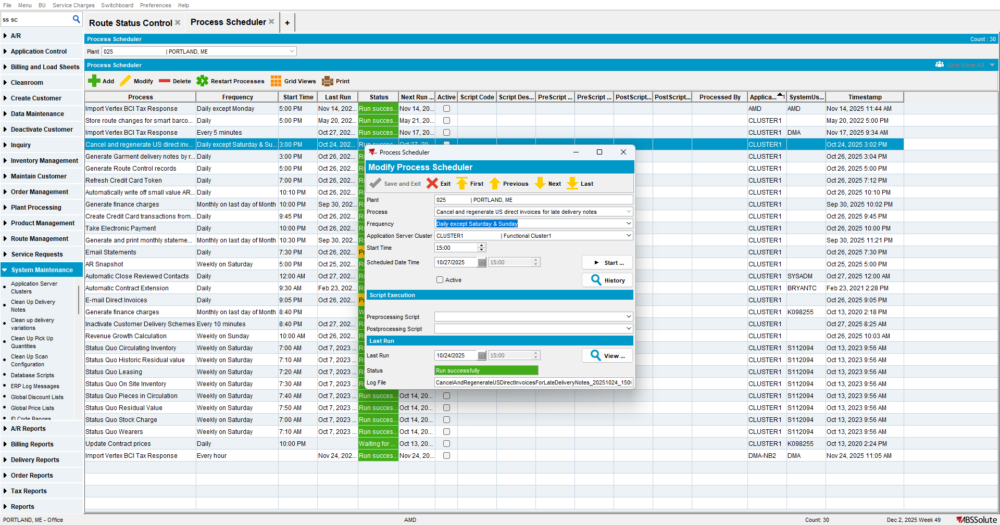 File Menu BU Service Charges Switchboard Preferences Help
ss sc
Route Status Control
Process Scheduler
+
A/R
Application Control
Billing and Load Sheets
Cleanroom
Create Customer
Data Maintenance
Deactivate Customer
Inquiry
Inventory Management
Maintain Customer
Order Management
Plant Processing
Product Management
Route Management
Service Requests
System Maintenance
Application Server
Clusters
Clean Up Delivery
Notes
Clean up delivery
variations
Clean Up Pick Up
Quantities
Clean Up Scan
Configuration
Database Scripts
ERP Log Messages
Global Discount Lists
Global Price Lists
ID Code Ranges
A/R Reports
Billing Reports
Delivery Reports
Order Reports
Tax Reports
Reports
Process Scheduler Count : 30
Plant 025 | PORTLAND, ME
Process Scheduler Grid View All
Add Modify Delete Restart Processes Grid Views Print
Process Frequency Start Time Last Run Status Next Run ... Active Script Code Script Des... PreScript ... PreScript ... PostScript... PostScript... Processed By Applica... 1 SystemUs... Timestamp
Import Vertex BCI Tax Response Daily except Monday 5:00 PM Nov 14, 202... Run succes... Nov 14, 20... AMD AMD Nov 14, 2025 11:44 AM
Store route changes for smart barco... Daily 5:00 PM May 20, 202... Run succes... May 21, 20... CLUSTER1 May 20, 2022 5:00 PM
Import Vertex BCI Tax Response Every 5 minutes Oct 27, 202... Run succes... Nov 17, 20... CLUSTER1 DMA Nov 17, 2025 9:34 AM
Cancel and regenerate US direct inv... Daily except Saturday & Su... 3:00 PM Oct 24, 202... Run succes... Oct 27, 20... CLUSTER1 Oct 24, 2025 3:02 PM
Generate Garment delivery notes by r... Daily 3:00 PM Oct 26, 202... CLUSTER1 Oct 26, 2025 3:04 PM
Generate Route Control records Daily 5:00 PM Oct 26, 202... CLUSTER1 Oct 26, 2025 5:00 PM
Refresh Credit Card Token Daily 7:00 PM Oct 26, 202... CLUSTER1 Oct 26, 2025 7:12 PM
Automatically write off small value AR... Daily 10:10 PM Oct 26, 202... CLUSTER1 Oct 26, 2025 10:10 PM
Generate finance charges Monthly on last day of Month 10:00 PM Sep 30, 202... CLUSTER1 Sep 30, 2025 10:02 PM
Create Credit Card transactions from... Daily 9:45 PM Oct 26, 202... CLUSTER1 Oct 26, 2025 9:45 PM
Take Electronic Payment Daily 10:00 PM Oct 26, 202... CLUSTER1 Oct 26, 2025 10:00 PM
Generate and print monthly stateme... Monthly on last day of Month 10:30 PM Sep 30, 202... CLUSTER1 Sep 30, 2025 11:21 PM
Email Statements Daily 7:30 PM Oct 26, 202... CLUSTER1 Oct 26, 2025 7:30 PM
AR Snapshot Weekly on Saturday 5:00 PM Oct 25, 202... CLUSTER1 Oct 25, 2025 5:00 PM
Automatic Close Reviewed Contacts Daily 12:00 AM Oct 27, 202... CLUSTER1 SYSADM Oct 27, 2025 12:00 AM
Automatic Contract Extension Daily 9:30 AM Feb 23, 202... CLUSTER1 BRYANTC Feb 23, 2021 2:28 PM
E-mail Direct Invoices Daily 9:05 PM Oct 26, 202... CLUSTER1 Oct 26, 2025 9:05 PM
Generate finance charges Monthly on last day of Month 8:40 PM CLUSTER1 K098255 Oct 13, 2020 2:18 PM
Inactivate Customer Delivery Schemes Every 10 minutes 8:40 PM Oct 27, 202... CLUSTER1 Oct 27, 2025 8:25 AM
Revenue Growth Calculation Weekly on Sunday 10:00 AM Oct 26, 202... CLUSTER1 Oct 26, 2025 10:03 AM
Status Quo Circulating Inventory Weekly on Saturday 7:00 AM Oct 7, 2023 ... CLUSTER1 S112094 Oct 13, 2023 9:56 AM
Status Quo Historic Residual value Weekly on Saturday 7:10 AM Oct 7, 2023 ... CLUSTER1 S112094 Oct 13, 2023 9:56 AM
Status Quo Leasing Weekly on Saturday 7:20 AM Oct 7, 2023 ... CLUSTER1 S112094 Oct 13, 2023 9:56 AM
Status Quo On Site Inventory Weekly on Saturday 7:30 AM Oct 7, 2023 ... CLUSTER1 S112094 Oct 13, 2023 9:56 AM
Status Quo Pieces in Circulation Weekly on Saturday 7:40 AM Oct 7, 2023 ... Run succes... Oct 14, 20... CLUSTER1 S112094 Oct 13, 2023 9:56 AM
Status Quo Residual Value Weekly on Saturday 7:50 AM Oct 7, 2023 ... Run succes... Oct 14, 20... CLUSTER1 S112094 Oct 13, 2023 9:56 AM
Status Quo Stock Charge Weekly on Saturday 7:00 AM Oct 7, 2023 ... Run succes... Oct 14, 20... CLUSTER1 S112094 Oct 13, 2023 9:56 AM
Status Quo Wearers Weekly on Saturday 7:10 AM Oct 7, 2023 ... Run succes... Oct 14, 20... CLUSTER1 S112094 Oct 13, 2023 9:56 AM
Update Contract prices Daily 10:00 PM Waiting for ... Oct 13, 20... CLUSTER1 K098255 Oct 13, 2020 2:24 PM
Import Vertex BCI Tax Response Every hour Nov 24, 202... Run succes... Nov 24, 20... DMA-NB2 DMA Nov 24, 2025 11:05 AM
Process Scheduler
Modify Process Scheduler
Save and Exit Exit First Previous Next Last
Plant 025 | PORTLAND, ME
Process Cancel and regenerate US direct invoices for late delivery notes
Frequency Daily except Saturday & Sunday
Application Server Cluster CLUSTER1 | Functional Cluster1
Start Time 15:00
Scheduled Date Time 10/27/2025 15:00 Start ...
Active History
Script Execution
Preprocessing Script
Postprocessing Script
Last Run
Last Run 10/24/2025 15:00 View ...
Status Run successfully
Log File CancelAndRegenerateUSDirectInvoicesForLateDeliveryNotes_20251024_150
PORTLAND, ME - Office AMD Count: 30 Dec 2, 2025 Week 49 ABSSolute